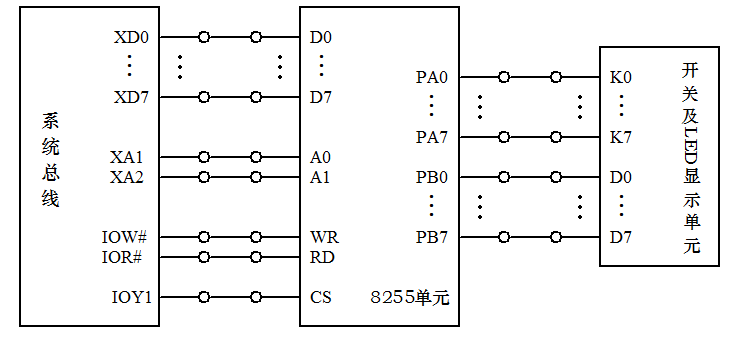 系统总线
XD0
XD7
XA1
XA2
IOW#
IOR#
IOY1
D0
D7
A0
A1
WR
RD
CS
8255单元
PA0
PA7
PB0
PB7
K0
K7
D0
D7
开关及LED显示单元